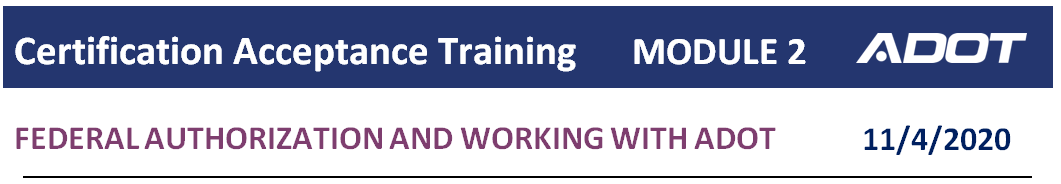 Certification Acceptance Training MODULE 2 ADOT
FEDERAL AUTHORIZATION AND WORKING WITH ADOT 11/4/2020